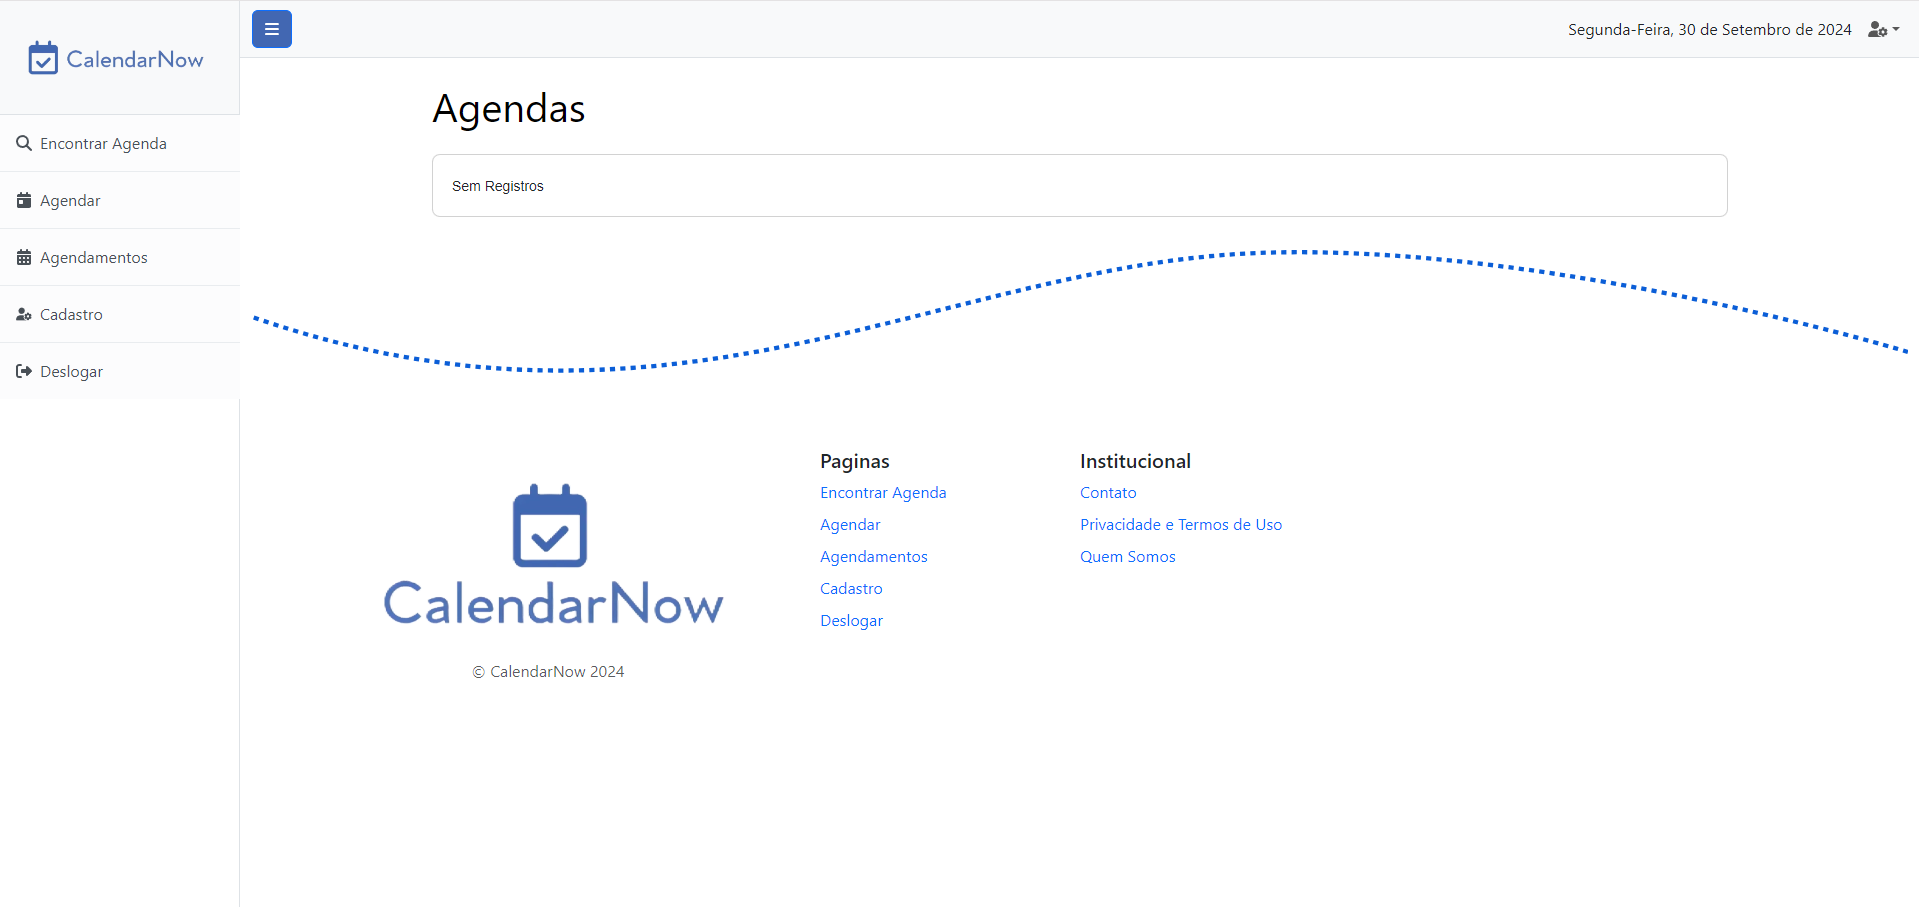 CalendarNow
Segunda-Feira, 30 de Setembro de 2024
Encontrar Agenda
Agendar
Agendamentos
Cadastro
Deslogar
Agendas
Sem Registros
CalendarNow
© CalendarNow 2024
Paginas
Encontrar Agenda
Agendar
Agendamentos
Cadastro
Deslogar
Institucional
Contato
Privacidade e Termos de Uso
Quem Somos